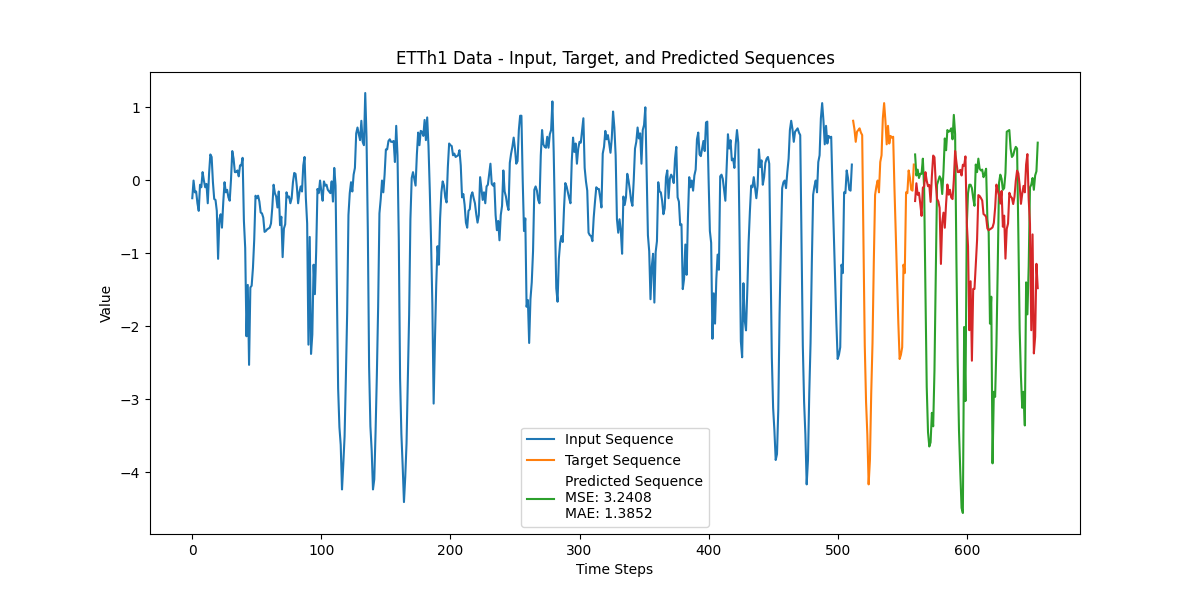 ETTh1 Data - Input, Target, and Predicted Sequences
1
0
−1
−2
−3
−4
Value
Input Sequence
Target Sequence
Predicted Sequence
MSE: 3.2408
MAE: 1.3852
0 100 200 300 400 500 600
Time Steps